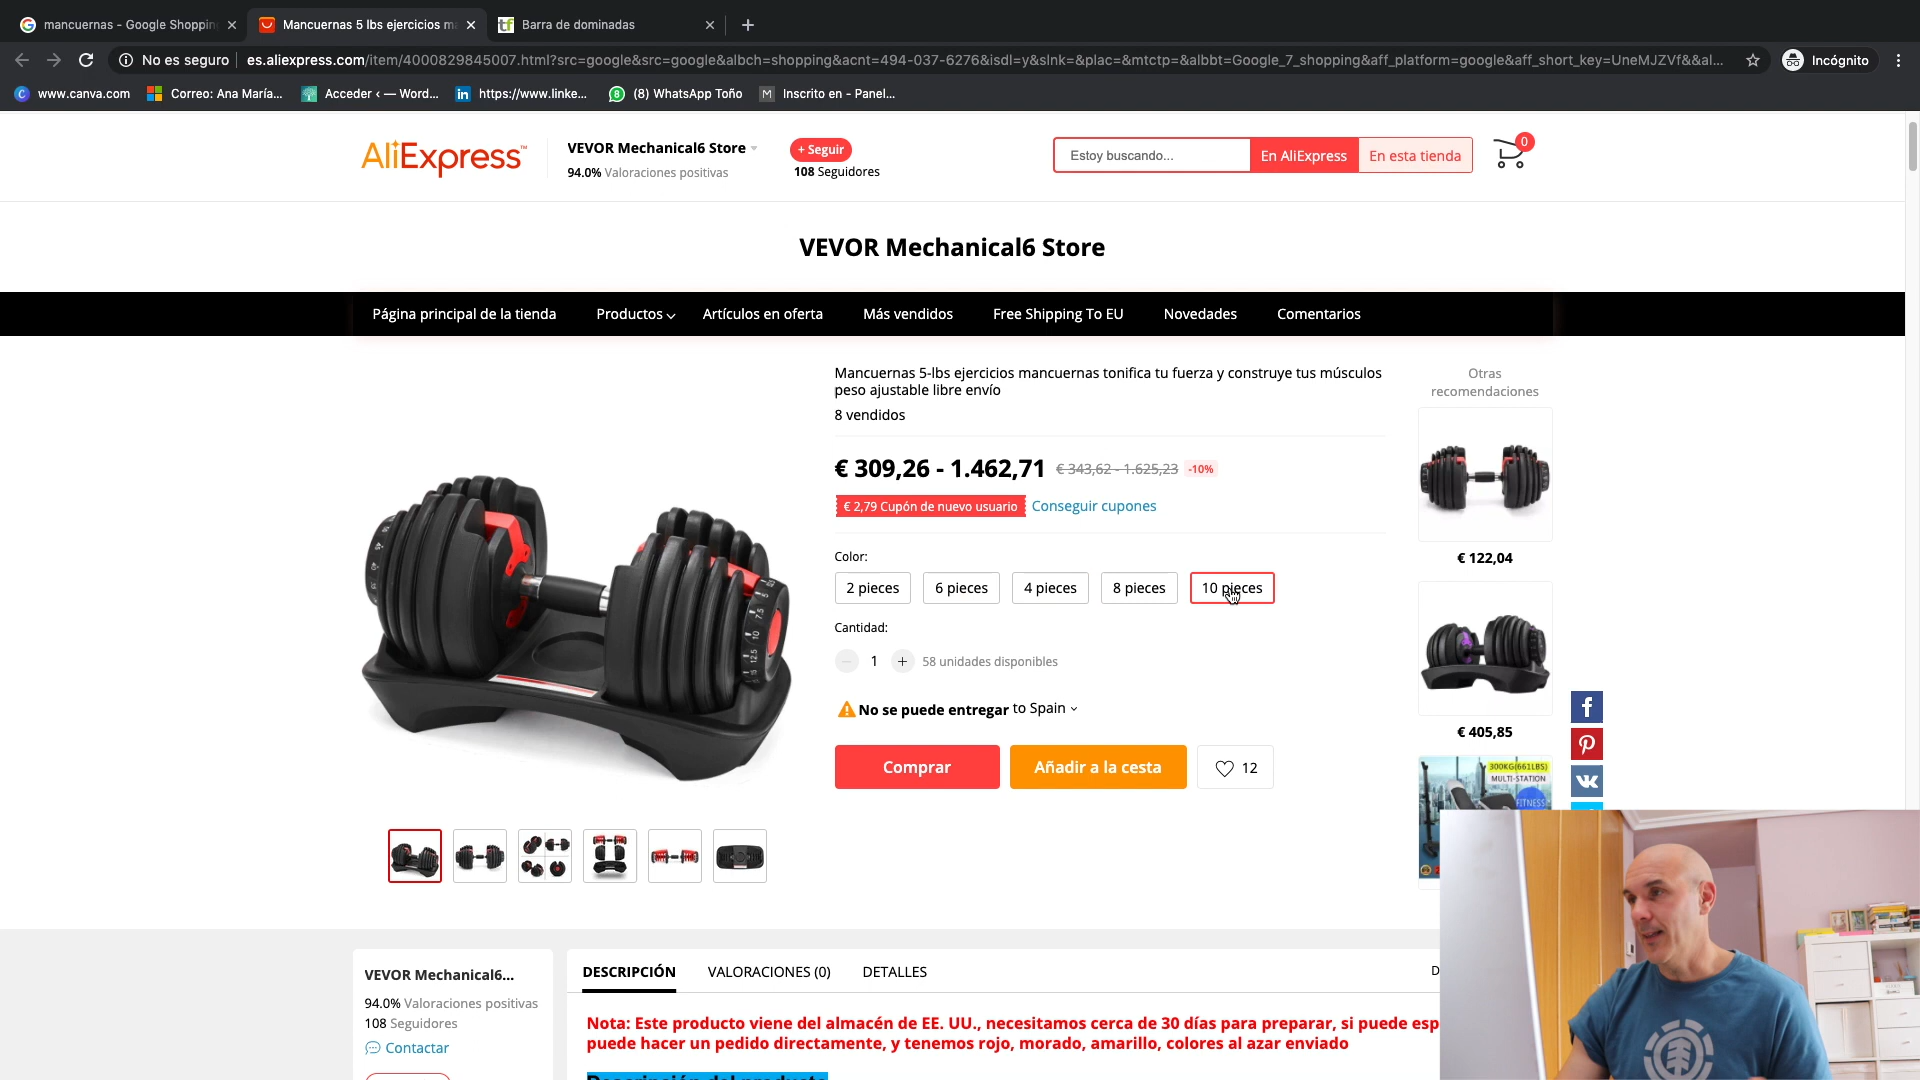 mancuernas - Google Shopping
Mancuernas 5 lbs ejercicios ma
Barra de dominadas
No es seguro
es.aliexpress.com/item/4000829845007.html?src=google&src=google&albch=shopping&acnt=494-037-6276&isdl=y&slnk=&plac=&mtctp=&albbt=Google_7_shopping&aff_platform=google&aff_short_key=UneMJZVf&&al...
Incógnito
www.canva.com
Correo: Ana María...
Acceder ‹ — Word...
https://www.linke...
(8) WhatsApp Toño
M Inscrito en - Panel...
AliExpress™
VEVOR Mechanical6 Store
94.0% Valoraciones positivas
+ Seguir
108 Seguidores
Estoy buscando...
En AliExpress
En esta tienda
0
VEVOR Mechanical6 Store
Página principal de la tienda
Productos
Artículos en oferta
Más vendidos
Free Shipping To EU
Novedades
Comentarios
Mancuernas 5-lbs ejercicios mancuernas tonifica tu fuerza y construye tus músculos
peso ajustable libre envío
8 vendidos
€ 309,26 - 1.462,71
€ 343,62 - 1.625,23
-10%
€ 2,79 Cupón de nuevo usuario
Conseguir cupones
Color:
2 pieces
6 pieces
4 pieces
8 pieces
10 pieces
Cantidad:
1
58 unidades disponibles
No se puede entregar to Spain
Comprar
Añadir a la cesta
12
Otras
recomendaciones
€ 122,04
€ 405,85
300KG(661LBS)
MULTI-STATION
FITNESS
VEVOR Mechanical6...
94.0% Valoraciones positivas
108 Seguidores
Contactar
DESCRIPCIÓN
VALORACIONES (0)
DETALLES
D
Nota: Este producto viene del almacén de EE. UU., necesitamos cerca de 30 días para preparar, si puede esp
puede hacer un pedido directamente, y tenemos rojo, morado, amarillo, colores al azar enviado
Descripción del producto